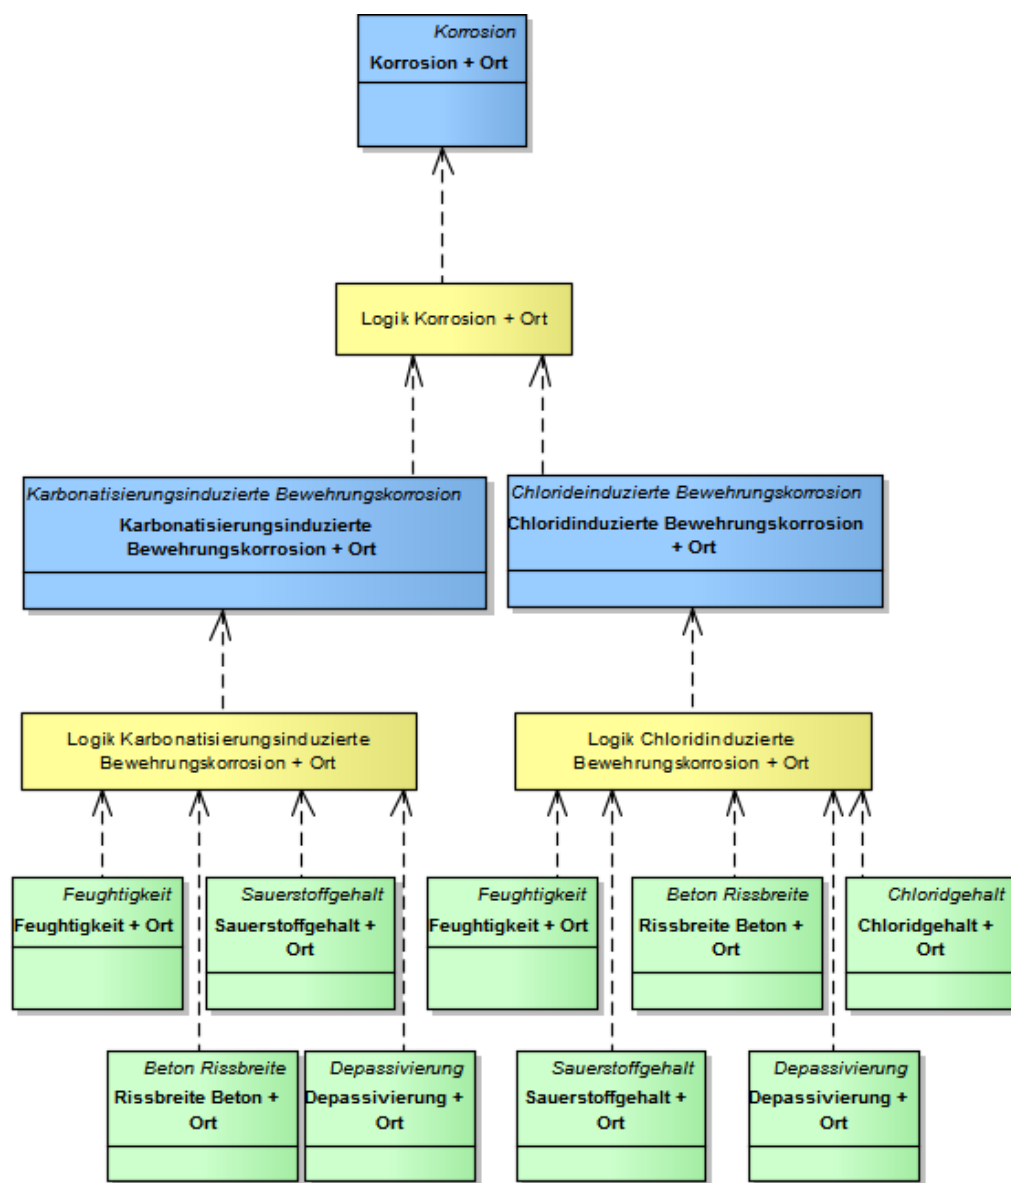 Korrosion
Korrosion + Ort
Logik Korrosion + Ort
Karbonatisierungsinduzierte Bewehrungskorrosion
Karbonatisierungsinduzierte
Bewehrungskorrosion + Ort
Chlorideinduzierte Bewehrungskorrosion
Chloridinduzierte Bewehrungskorrosion
+ Ort
Logik Karbonatisierungsinduzierte
Bewehrungskorrosion + Ort
Logik Chloridinduzierte
Bewehrungskorrosion + Ort
Feughtigkeit
Feughtigkeit + Ort
Sauerstoffgehalt
Sauerstoffgehalt +
Ort
Feughtigkeit
Feughtigkeit + Ort
Beton Rissbreite
Rissbreite Beton +
Ort
Chloridgehalt
Chloridgehalt +
Ort
Beton Rissbreite
Rissbreite Beton +
Ort
Depassivierung
Depassivierung +
Ort
Sauerstoffgehalt
Sauerstoffgehalt +
Ort
Depassivierung
Depassivierung +
Ort